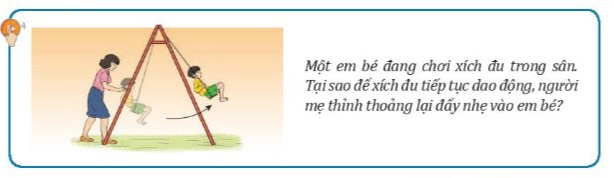 Một em bé đang chơi xích đu trong sân.
Tại sao để xích đu tiếp tục dao động, người
mẹ thỉnh thoảng lại đẩy nhẹ vào em bé?